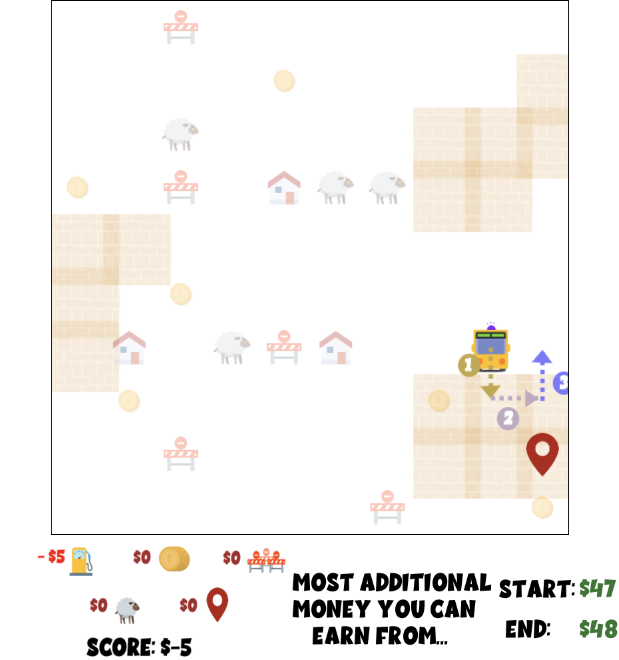 1
2
3
- $5 $0 $0
$0 $0
SCORE: $-5
MOST ADDITIONAL
MONEY YOU CAN
EARN FROM...
START: $47
END: $48